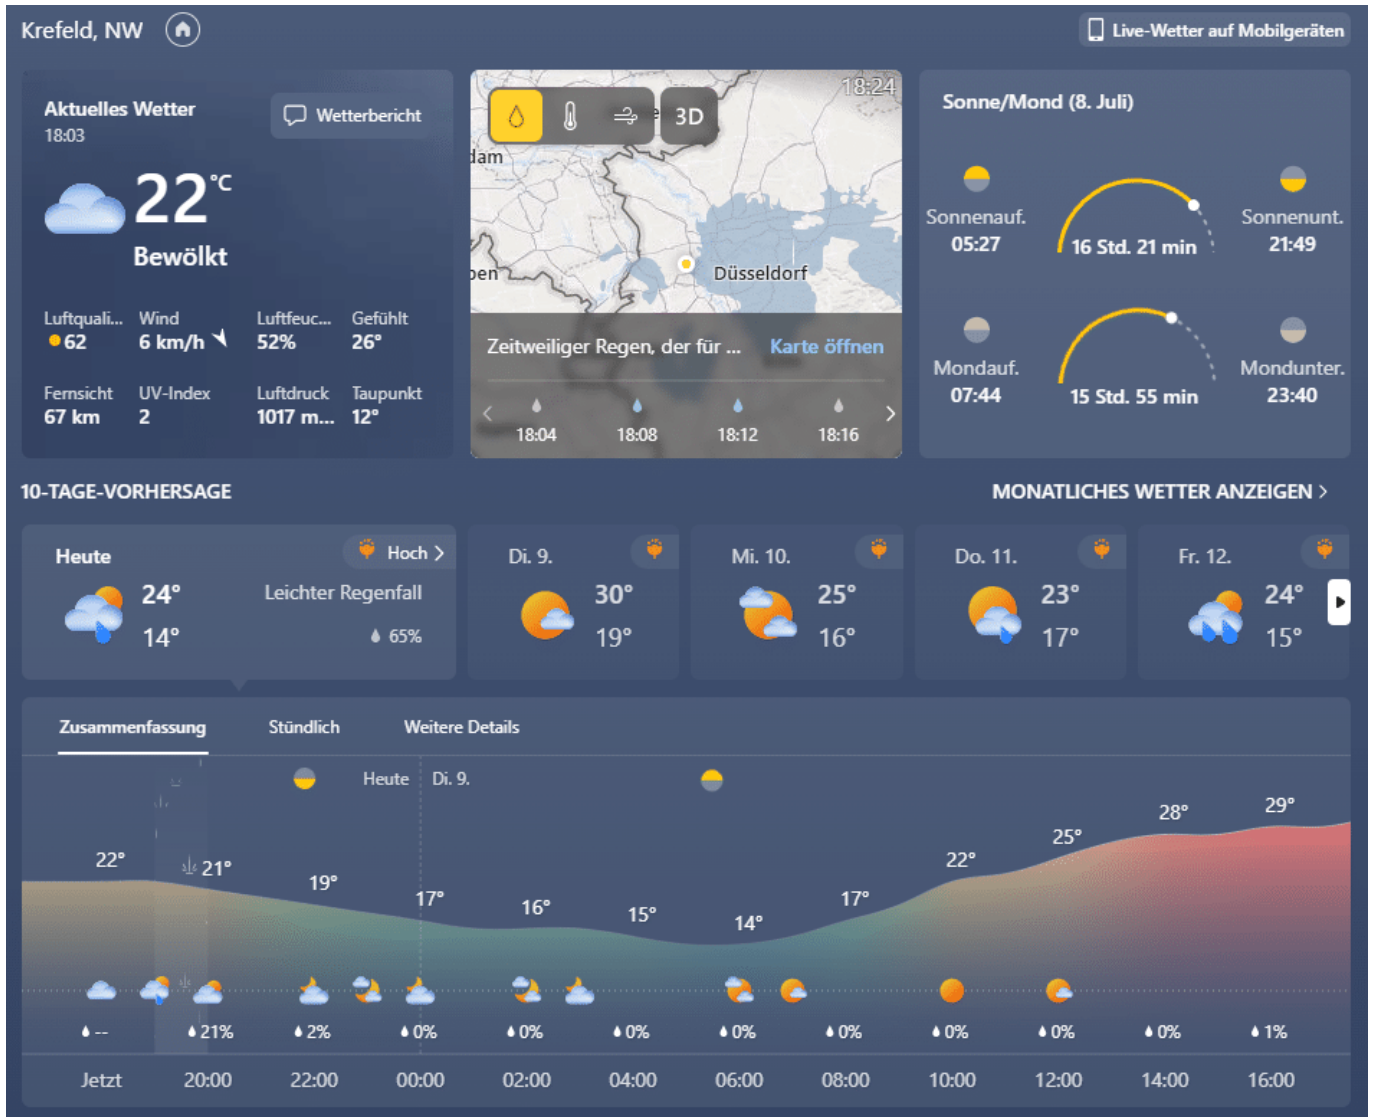 Krefeld, NW
Live-Wetter auf Mobilgeräten
Aktuelles Wetter
18:03
Wetterbericht
22°C
Bewölkt
Luftquali... Wind Luftfeuc... Gefühlt
62 6 km/h 52% 26°
Fernsicht UV-Index Luftdruck Taupunkt
67 km 2 1017 m... 12°
18:24
3D
dam
Düsseldorf
Zeitweiliger Regen, der für ... Karte öffnen
18:04 18:08 18:12 18:16
Sonne/Mond (8. Juli)
Sonnenauf. Sonnenunt.
05:27 16 Std. 21 min 21:49
Mondauf. Mondunter.
07:44 15 Std. 55 min 23:40
10-TAGE-VORHERSAGE
MONATLICHES WETTER ANZEIGEN >
Heute Hoch >
24° Leichter Regenfall
14° 65%
Di. 9.
30°
19°
Mi. 10.
25°
16°
Do. 11.
23°
17°
Fr. 12.
24°
15°
Zusammenfassung Stündlich Weitere Details
Heute Di. 9.
22° 21° 19° 17° 16° 15° 14° 17° 22° 25° 28° 29°
-- 21% 2% 0% 0% 0% 0% 0% 0% 0% 0% 1%
Jetzt 20:00 22:00 00:00 02:00 04:00 06:00 08:00 10:00 12:00 14:00 16:00